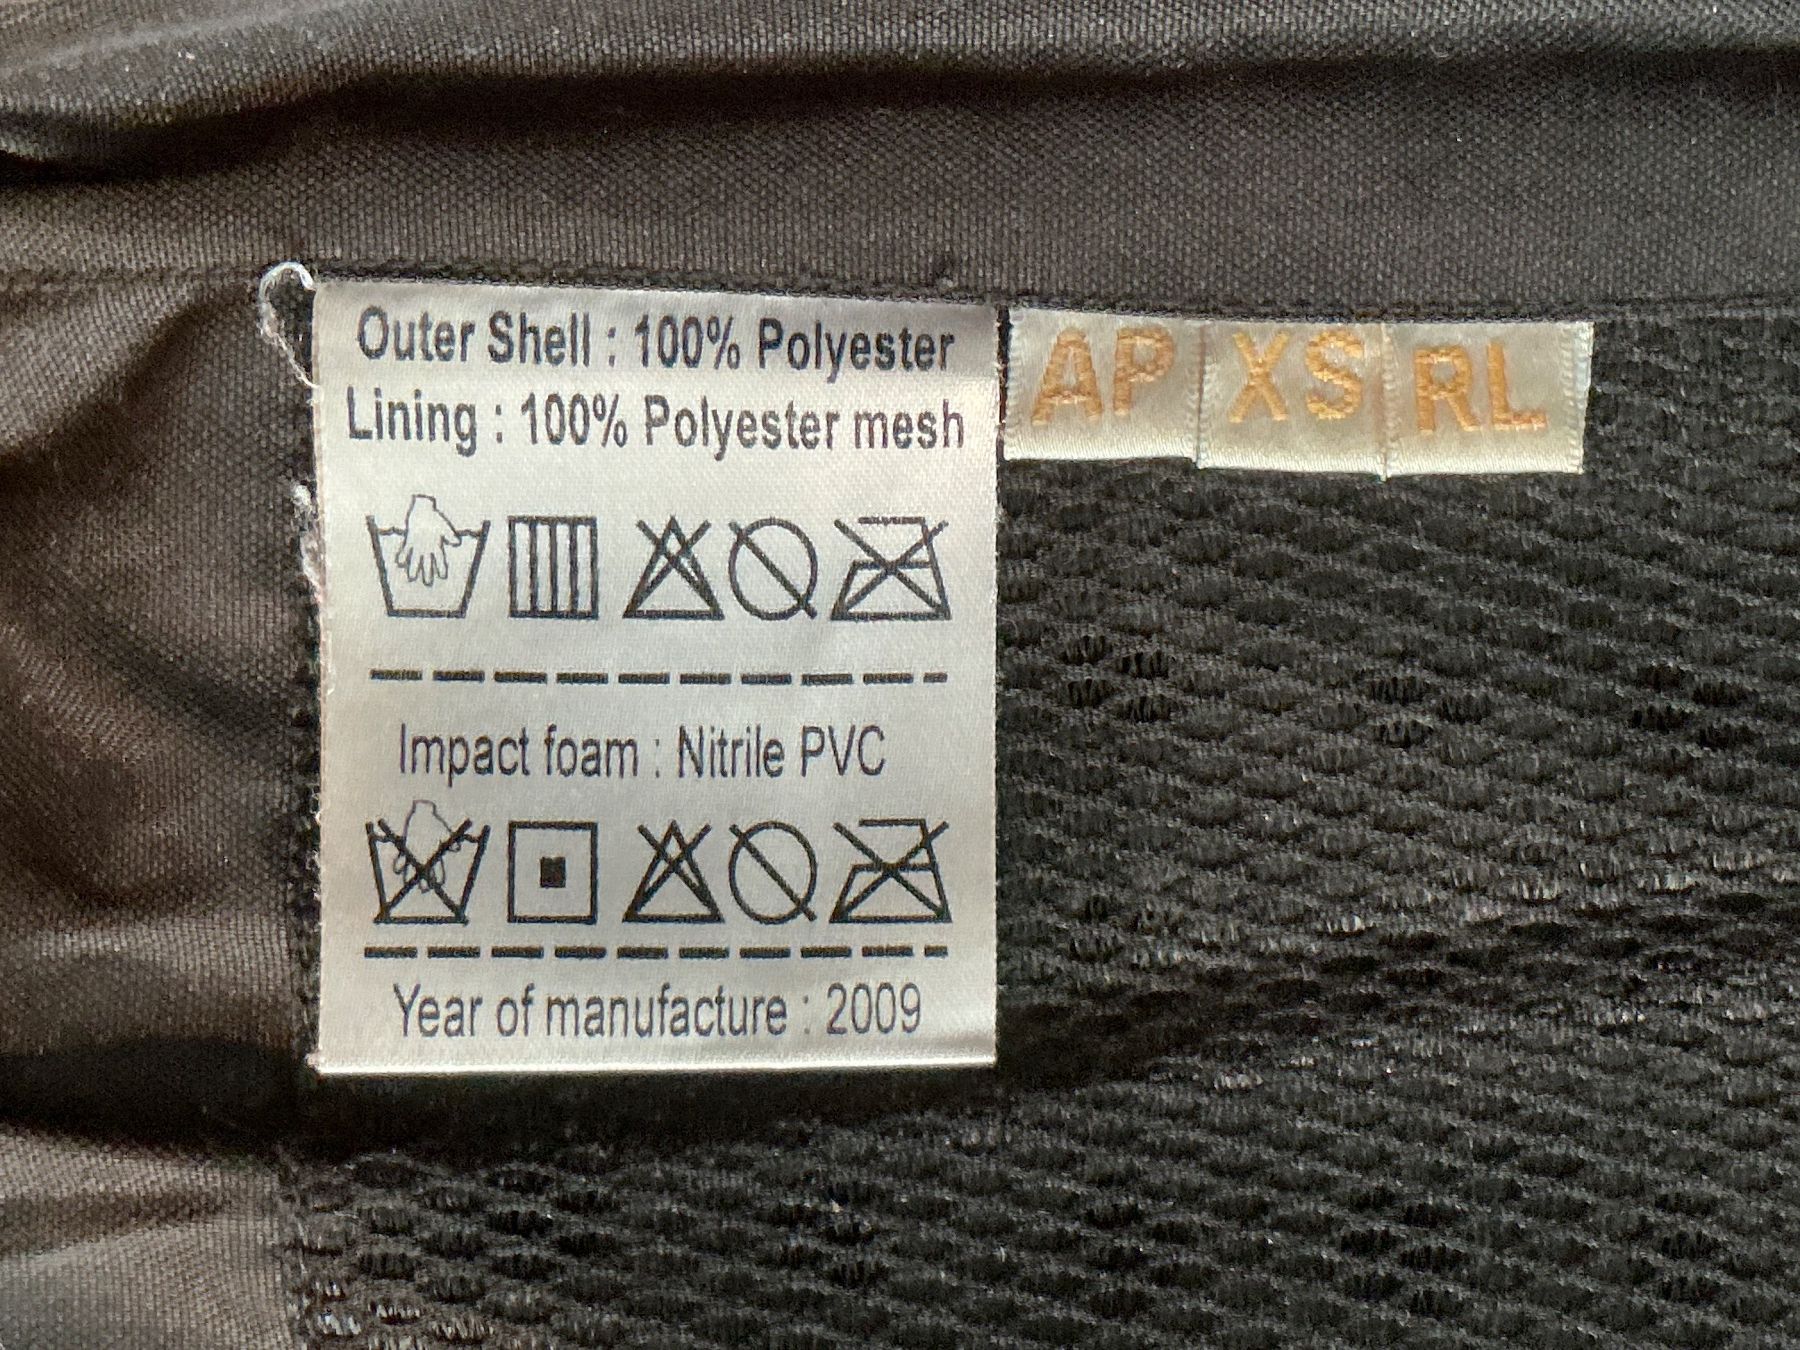 Outer Shell : 100% Polyester
Lining : 100% Polyester mesh
Impact foam : Nitrile PVC
Year of manufacture : 2009
AP XS RL